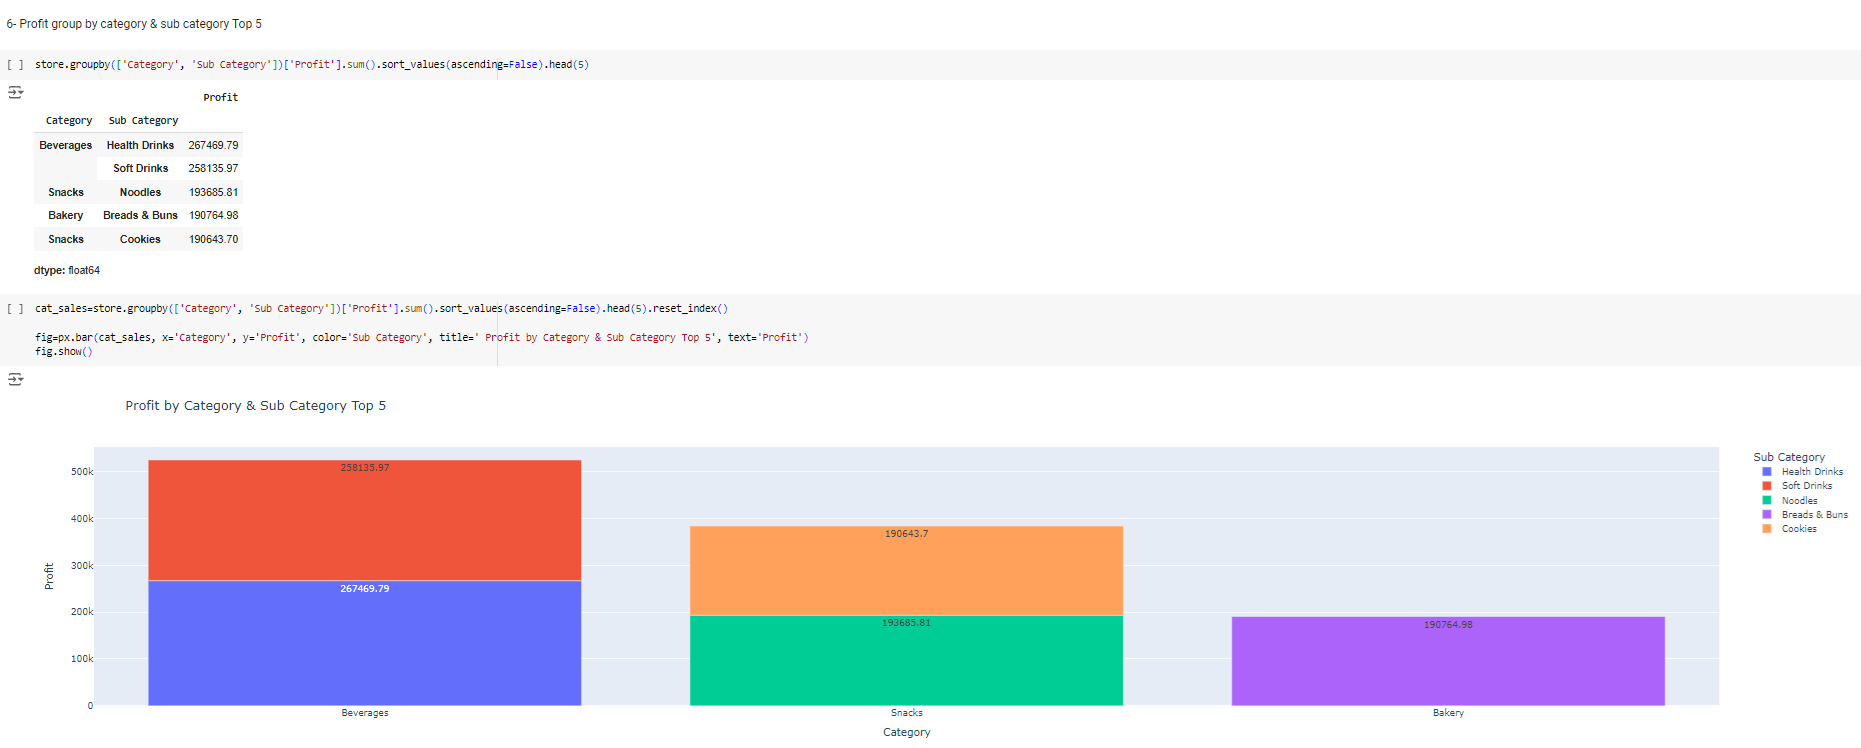 6- Profit group by category & sub category Top 5
[ ] store.groupby(['Category', 'Sub Category'])['Profit'].sum().sort_values(ascending=False).head(5)
Profit
Category Sub Category
Beverages Health Drinks 267469.79
Soft Drinks 258135.97
Snacks Noodles 193685.81
Bakery Breads & Buns 190764.98
Snacks Cookies 190643.70
dtype: float64
[ ] cat_sales=store.groupby(['Category', 'Sub Category'])['Profit'].sum().sort_values(ascending=False).head(5).reset_index()
fig=px.bar(cat_sales, x='Category', y='Profit', color='Sub Category', title=' Profit by Category & Sub Category Top 5', text='Profit')
fig.show()
Profit by Category & Sub Category Top 5
500k
400k
300k
200k
100k
0
Profit
258135.97
267469.79
190643.7
193685.81
190764.98
Beverages
Snacks
Bakery
Category
Sub Category
Health Drinks
Soft Drinks
Noodles
Breads & Buns
Cookies